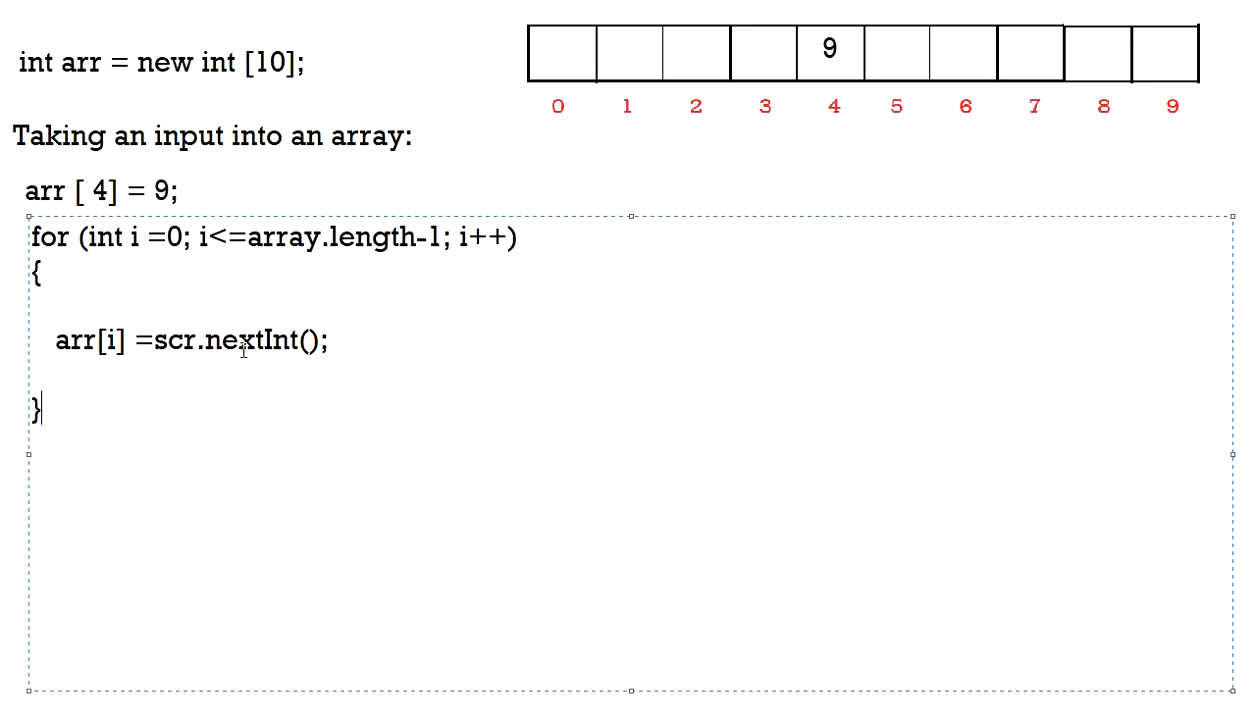 int arr = new int [10];
9
0 1 2 3 4 5 6 7 8 9
Taking an input into an array:
arr [ 4] = 9;
for (int i =0; i<=array.length-1; i++)
{
arr[i] =scr.nextInt();
}